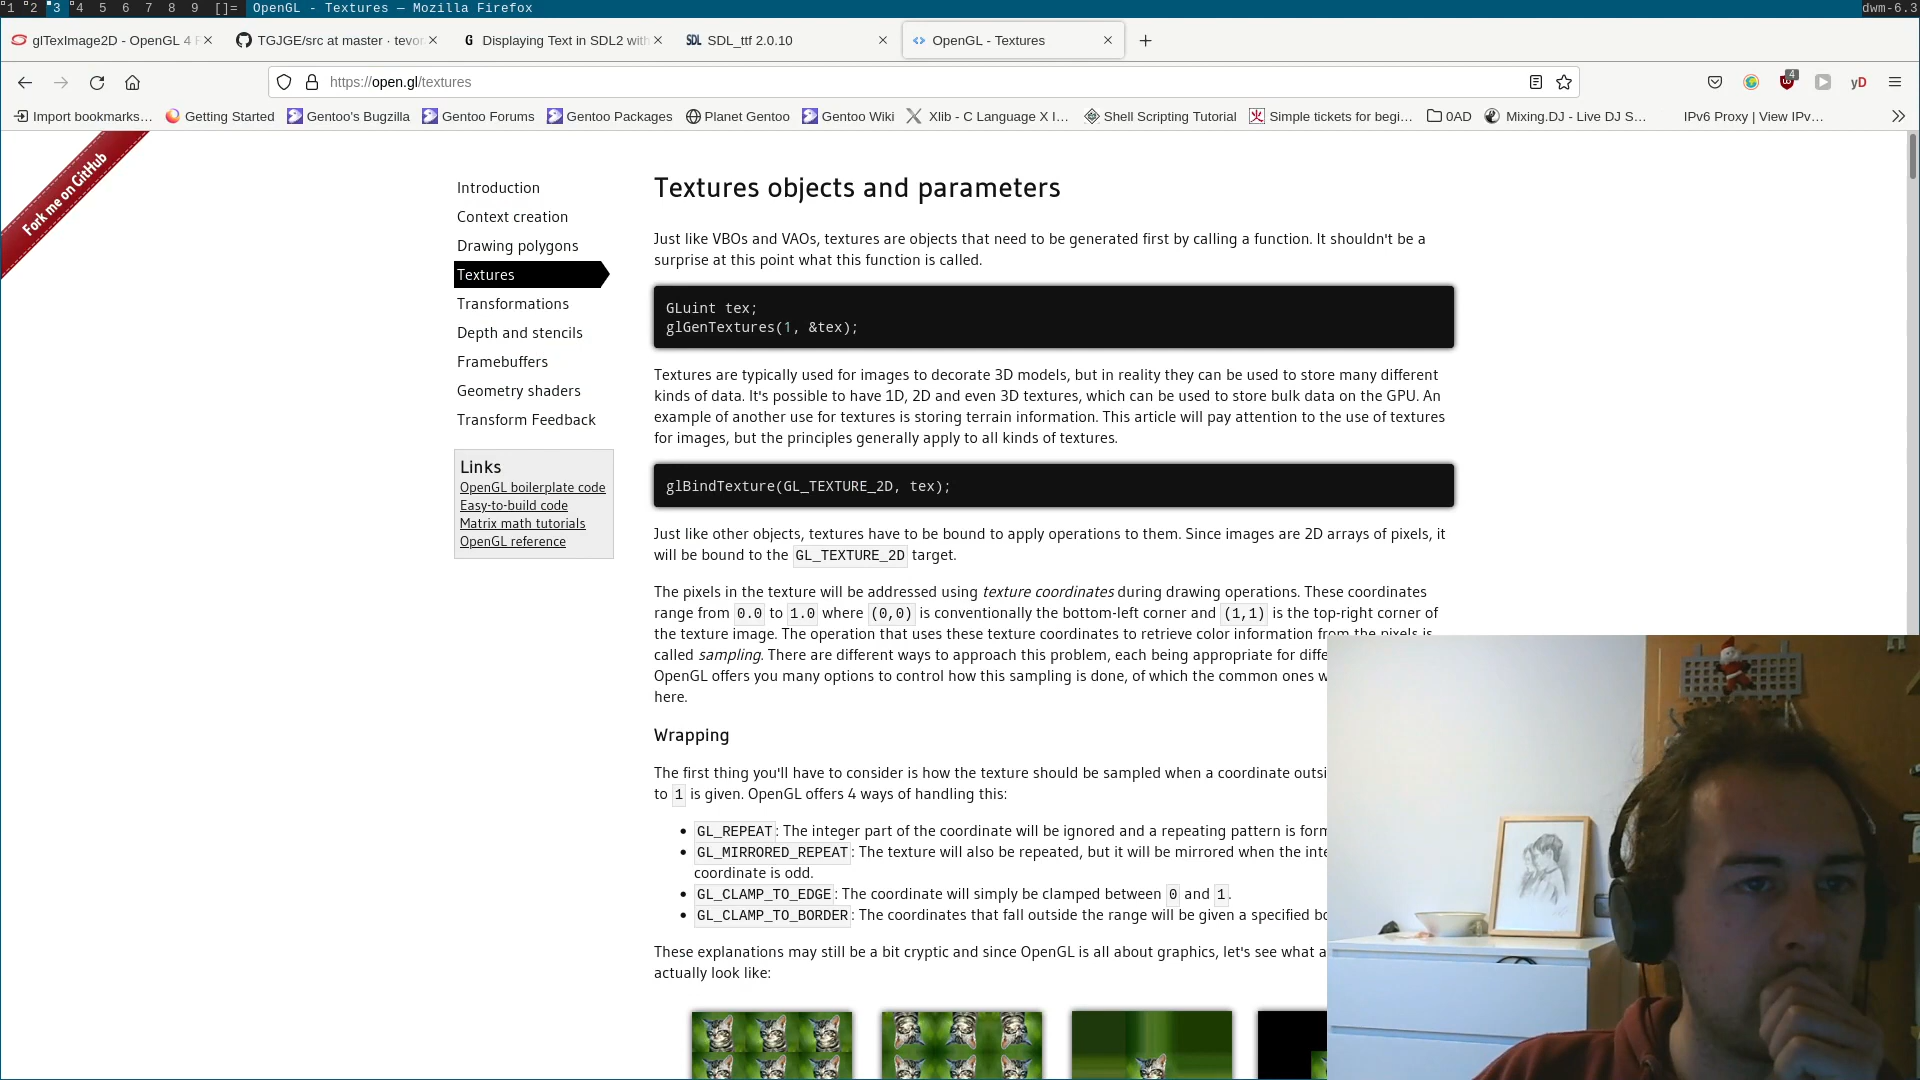 1 2 3 4 5 6 7 8 9 []= OpenGL - Textures — Mozilla Firefox dwm-6.3
glTexImage2D - OpenGL 4 TGJGE/src at master · tevo Displaying Text in SDL2 with SDL SDL_ttf 2.0.10 OpenGL - Textures
https://open.gl/textures 4 yD
Import bookmarks… Getting Started Gentoo's Bugzilla Gentoo Forums Gentoo Packages Planet Gentoo Gentoo Wiki Xlib - C Language X I… Shell Scripting Tutorial Simple tickets for begi… 0AD Mixing.DJ - Live DJ S… IPv6 Proxy | View IPv…
Fork me on GitHub
Introduction
Context creation
Drawing polygons
Textures
Transformations
Depth and stencils
Framebuffers
Geometry shaders
Transform Feedback
Links
OpenGL boilerplate code
Easy-to-build code
Matrix math tutorials
OpenGL reference
Textures objects and parameters
Just like VBOs and VAOs, textures are objects that need to be generated first by calling a function. It shouldn't be a
surprise at this point what this function is called.
GLuint tex;
glGenTextures(1, &tex);
Textures are typically used for images to decorate 3D models, but in reality they can be used to store many different
kinds of data. It's possible to have 1D, 2D and even 3D textures, which can be used to store bulk data on the GPU. An
example of another use for textures is storing terrain information. This article will pay attention to the use of textures
for images, but the principles generally apply to all kinds of textures.
glBindTexture(GL_TEXTURE_2D, tex);
Just like other objects, textures have to be bound to apply operations to them. Since images are 2D arrays of pixels, it
will be bound to the GL_TEXTURE_2D target.
The pixels in the texture will be addressed using texture coordinates during drawing operations. These coordinates
range from 0.0 to 1.0 where (0,0) is conventionally the bottom-left corner and (1,1) is the top-right corner of
the texture image. The operation that uses these texture coordinates to retrieve color information from the pixels is
called sampling. There are different ways to approach this problem, each being appropriate for diffe
OpenGL offers you many options to control how this sampling is done, of which the common ones w
here.
Wrapping
The first thing you'll have to consider is how the texture should be sampled when a coordinate outsi
to 1 is given. OpenGL offers 4 ways of handling this:
• GL_REPEAT: The integer part of the coordinate will be ignored and a repeating pattern is form
• GL_MIRRORED_REPEAT: The texture will also be repeated, but it will be mirrored when the inte
coordinate is odd.
• GL_CLAMP_TO_EDGE: The coordinate will simply be clamped between 0 and 1.
• GL_CLAMP_TO_BORDER: The coordinates that fall outside the range will be given a specified bo
These explanations may still be a bit cryptic and since OpenGL is all about graphics, let's see what a
actually look like: